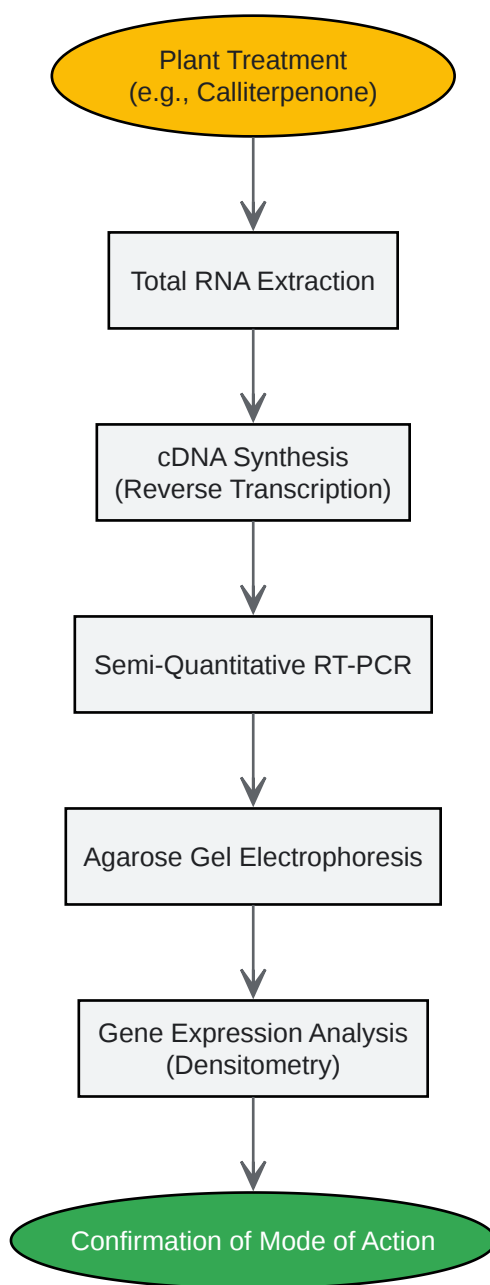 Plant Treatment
(e.g., Calliterpenone)
Total RNA Extraction
cDNA Synthesis
(Reverse Transcription)
Semi-Quantitative RT-PCR
Agarose Gel Electrophoresis
Gene Expression Analysis
(Densitometry)
Confirmation of Mode of Action